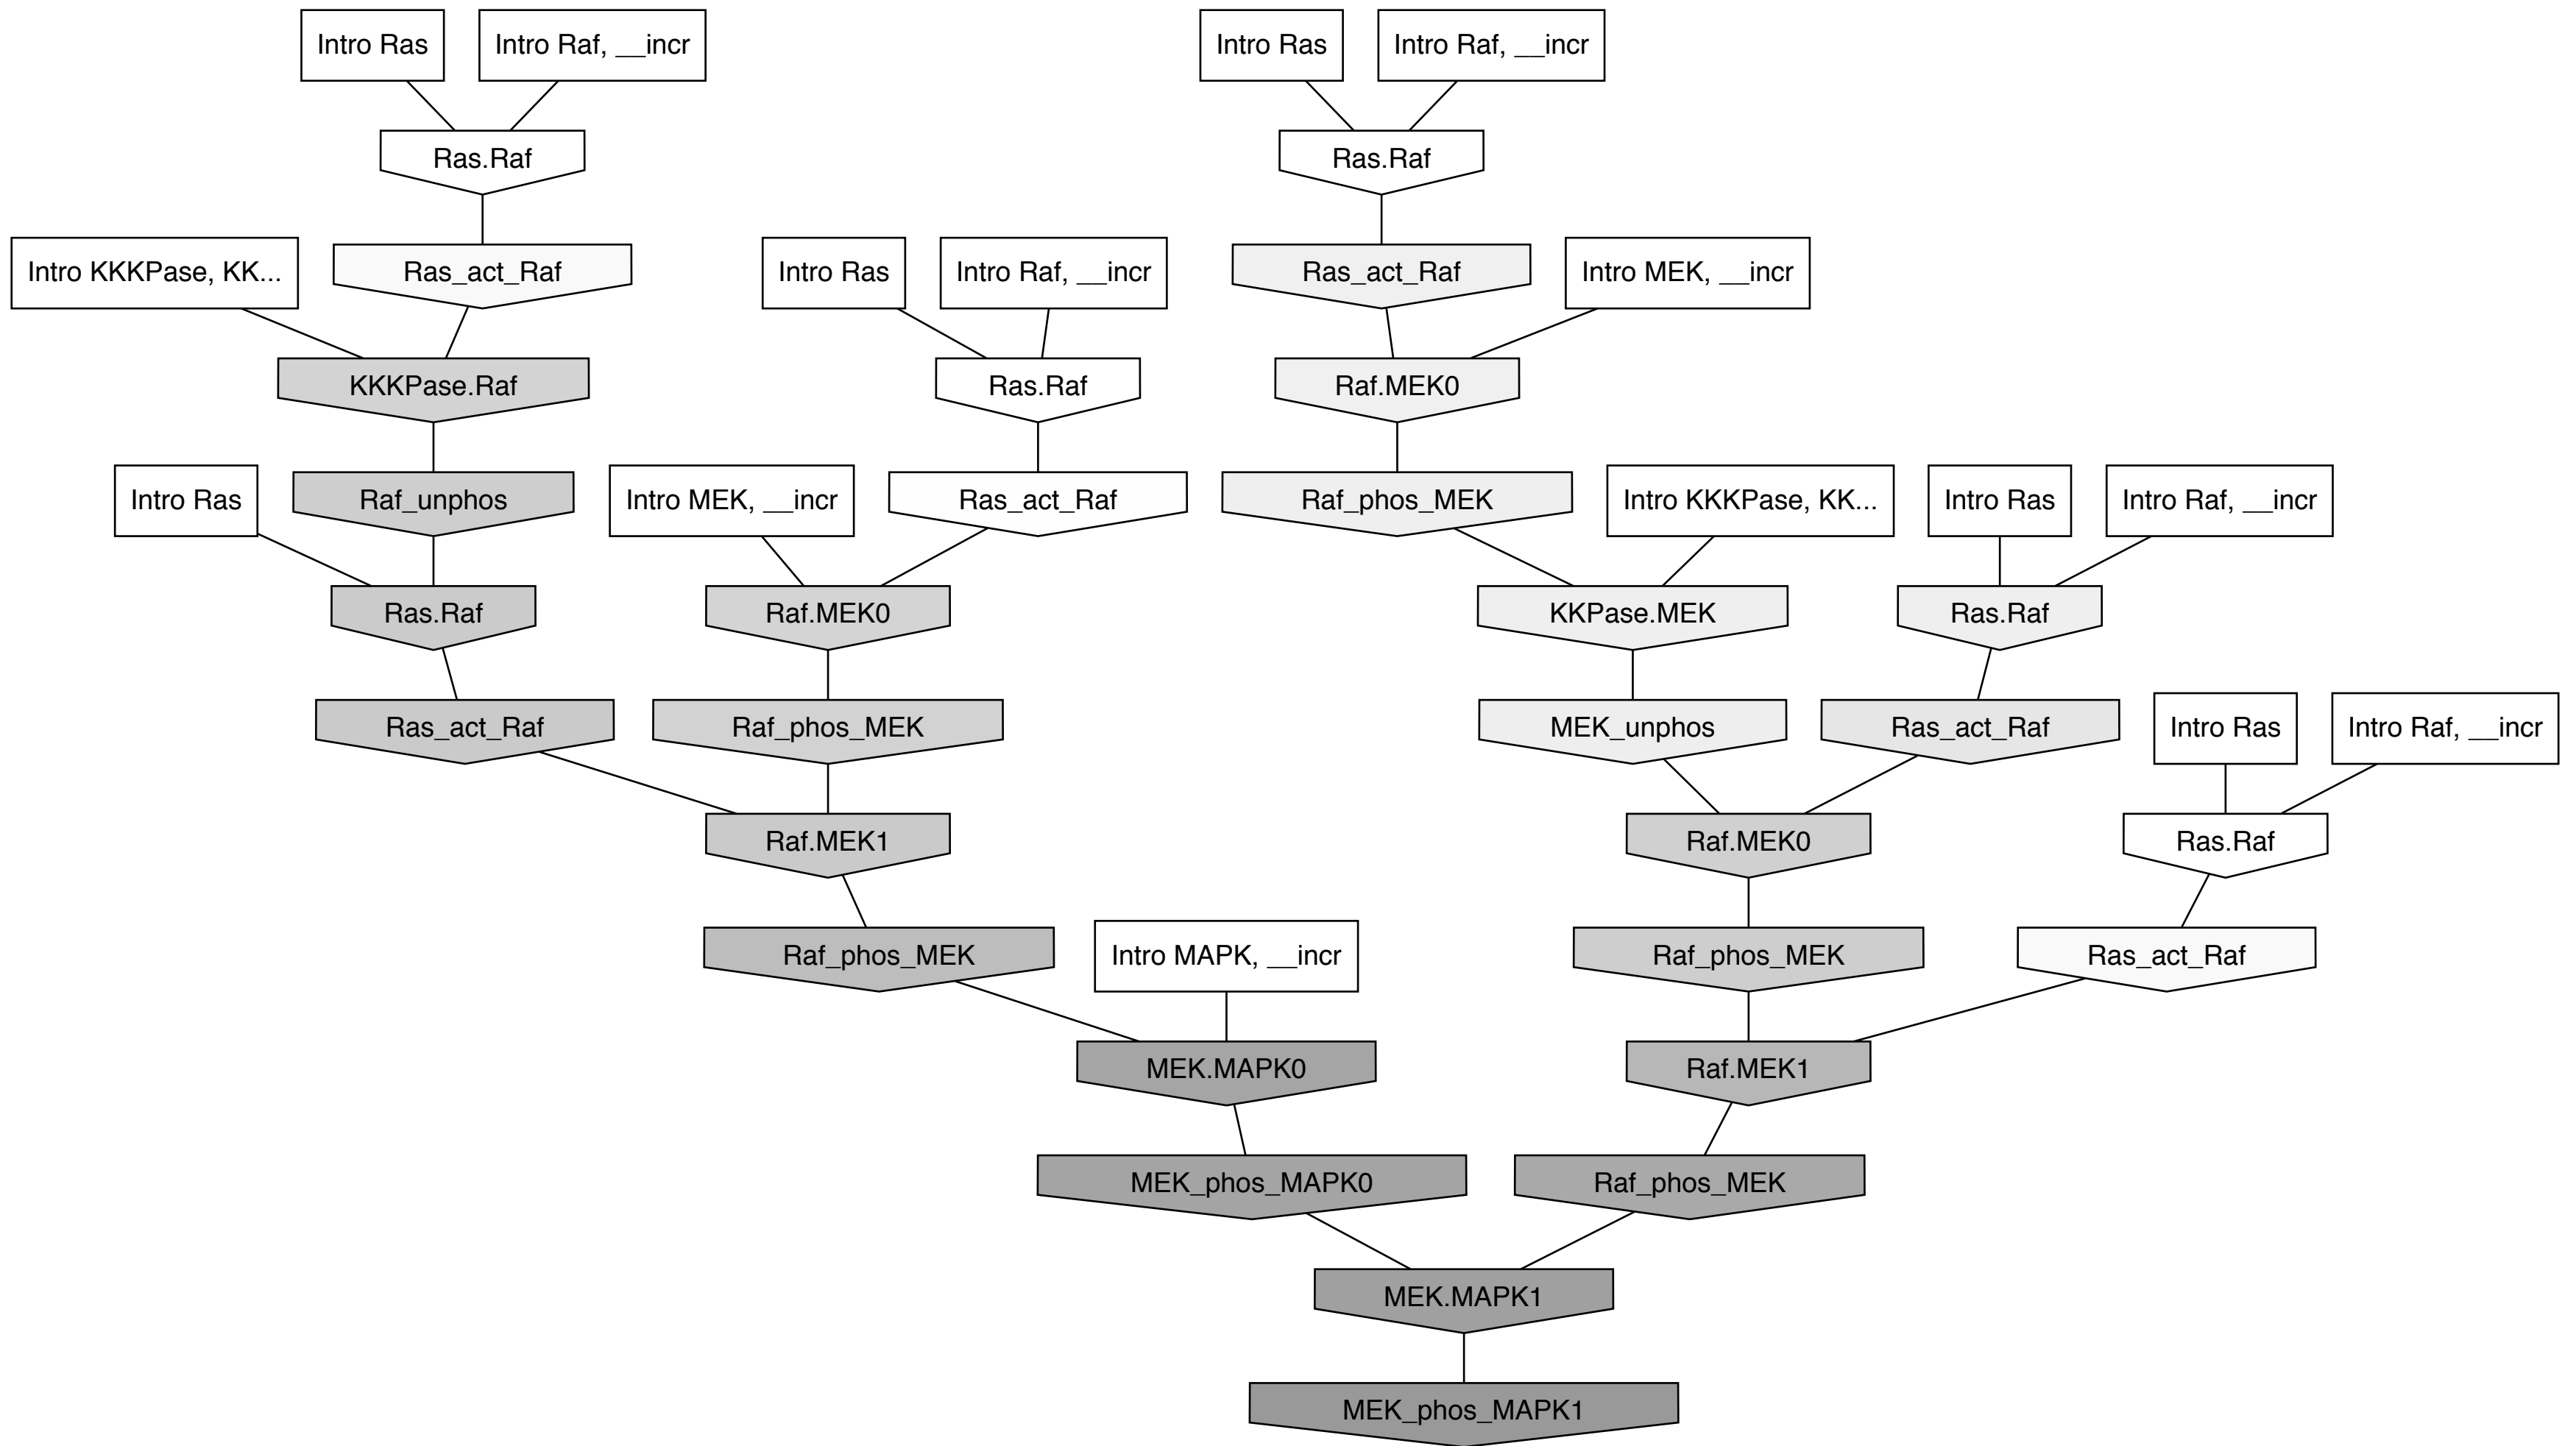 Intro Ras
Intro Raf, __incr
Intro Ras
Intro Raf, __incr
Ras.Raf
Ras.Raf
Intro KKKPase, KK...
Ras_act_Raf
Intro Ras
Intro Raf, __incr
Ras_act_Raf
Intro MEK, __incr
KKKPase.Raf
Ras.Raf
Raf.MEK0
Intro Ras
Raf_unphos
Intro MEK, __incr
Ras_act_Raf
Raf_phos_MEK
Intro KKKPase, KK...
Intro Ras
Intro Raf, __incr
Ras.Raf
Raf.MEK0
KKPase.MEK
Ras.Raf
Ras_act_Raf
Raf_phos_MEK
MEK_unphos
Ras_act_Raf
Intro Ras
Intro Raf, __incr
Raf.MEK1
Raf.MEK0
Ras.Raf
Raf_phos_MEK
Intro MAPK, __incr
Raf_phos_MEK
Ras_act_Raf
MEK.MAPK0
Raf.MEK1
MEK_phos_MAPK0
Raf_phos_MEK
MEK.MAPK1
MEK_phos_MAPK1